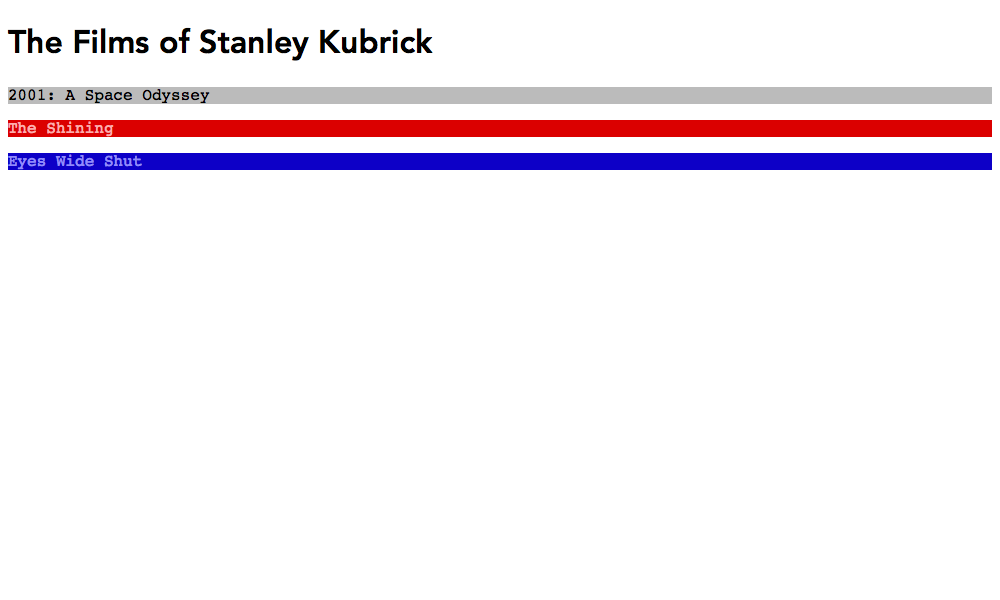 The Films of Stanley Kubrick
2001: A Space Odyssey
The Shining
Eyes Wide Shut